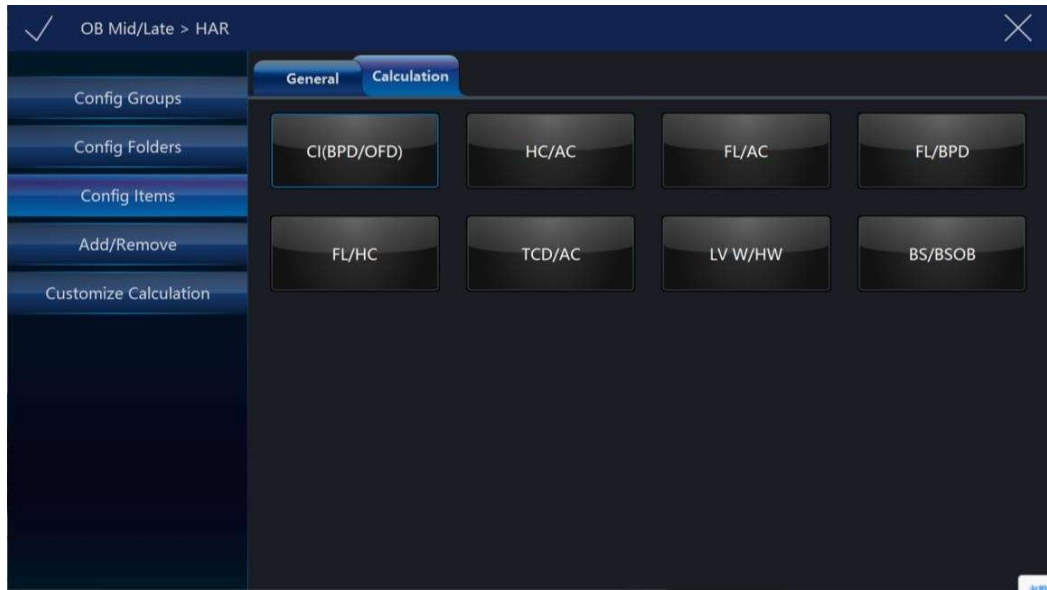 OB Mid/Late > HAR
Config Groups
Config Folders
Config Items
Add/Remove
Customize Calculation
General Calculation
CI(BPD/OFD) HC/AC FL/AC FL/BPD
FL/HC TCD/AC LV W/HW BS/BSOB